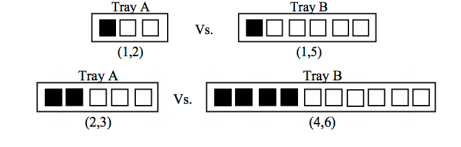 Tray A Vs. Tray B
(1,2) (1,5)
Tray A Vs. Tray B
(2,3) (4,6)